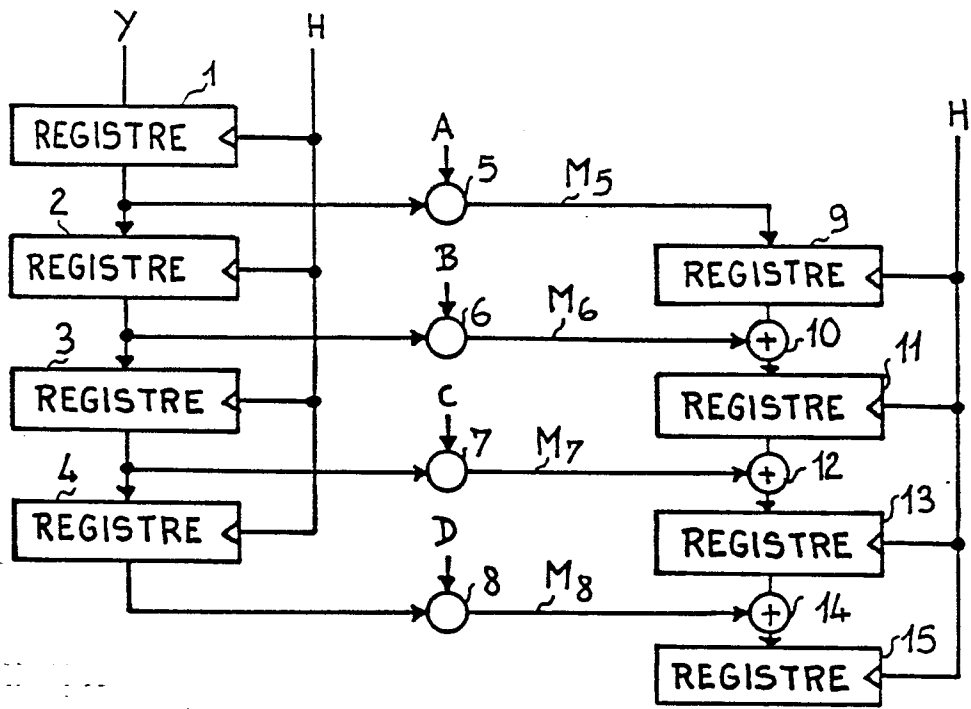 Y
H
1
REGISTRE
H
A
5
M5
2
REGISTRE
9
REGISTRE
B
6
M6
10
3
REGISTRE
11
REGISTRE
C
7
M7
12
4
REGISTRE
13
REGISTRE
D
8
M8
+
+
+
14
15
REGISTRE